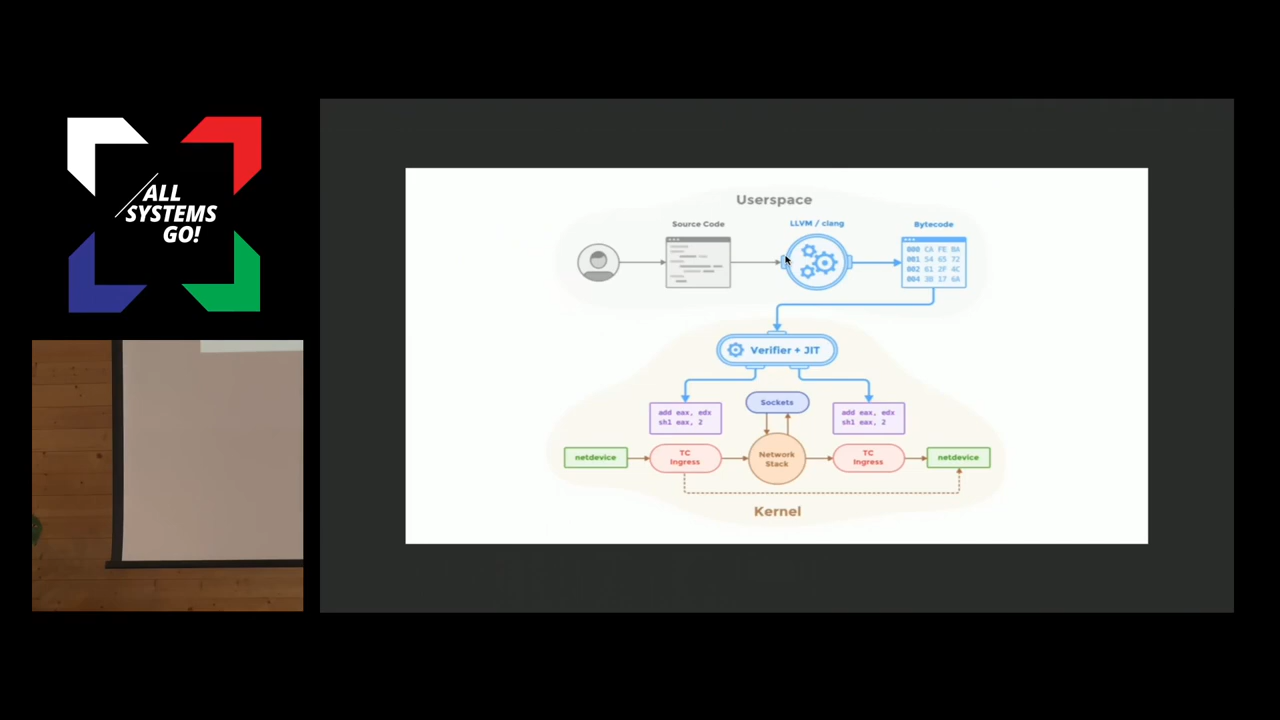 ALL
SYSTEMS
GO!
Userspace
Source Code
LLVM / clang
Bytecode
000 CA FE BA
001 54 65 72
002 61 2F 4C
004 38 17 6A
Verifier + JIT
add eax, edx
shl eax, 2
Sockets
add eax, edx
shl eax, 2
netdevice
TC
Ingress
Network
Stack
TC
Ingress
netdevice
Kernel